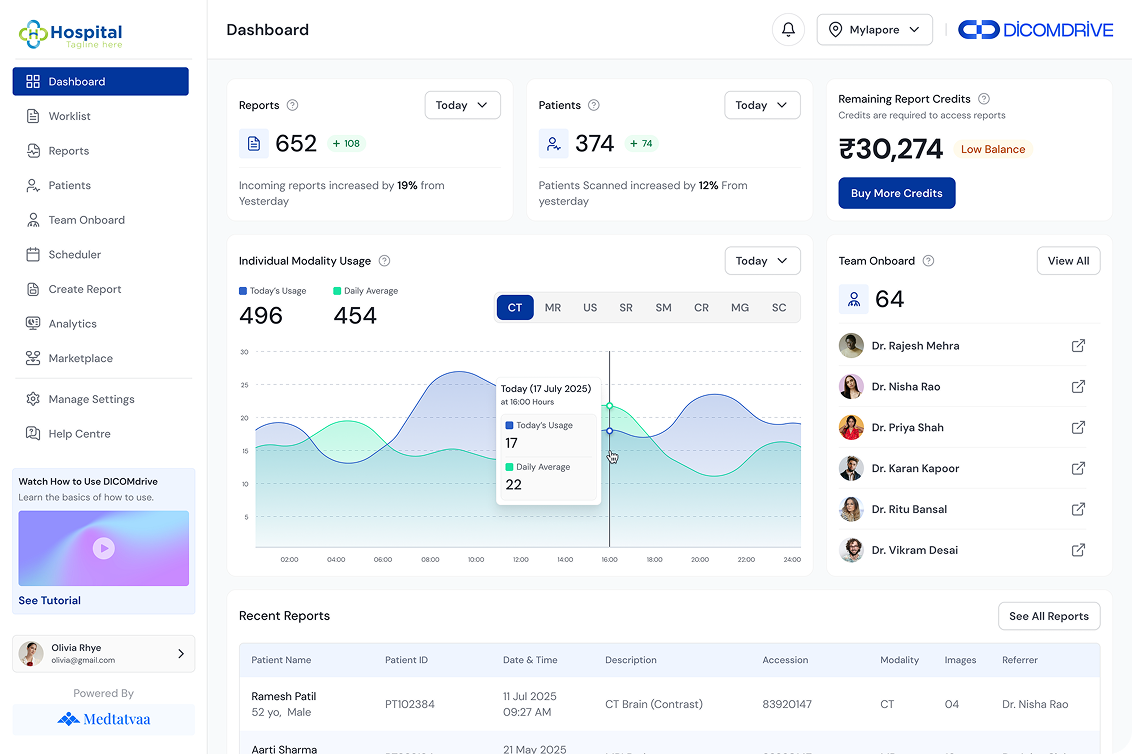 Hospital
Tagline here
Dashboard
Worklist
Reports
Patients
Team Onboard
Scheduler
Create Report
Analytics
Marketplace
Manage Settings
Help Centre
Watch How to Use DICOMdrive
Learn the basics of how to use.
See Tutorial
Olivia Rhye
olivia@gmail.com
Powered By
Medtatvaa
Dashboard
Mylapore
DICOMDRIVE
Reports
Today
652
+ 108
Incoming reports increased by 19% from
Yesterday
Patients
Today
374
+ 74
Patients Scanned increased by 12% From
yesterday
Remaining Report Credits
Credits are required to access reports
₹30,274
Low Balance
Buy More Credits
Individual Modality Usage
Today
Today's Usage
496
Daily Average
454
CT MR US SR SM CR MG SC
30
25
20
15
10
5
Today (17 July 2025)
at 16:00 Hours
Today's Usage
17
Daily Average
22
02:00 04:00 06:00 08:00 10:00 12:00 14:00 16:00 18:00 20:00 22:00 24:00
Team Onboard
View All
64
Dr. Rajesh Mehra
Dr. Nisha Rao
Dr. Priya Shah
Dr. Karan Kapoor
Dr. Ritu Bansal
Dr. Vikram Desai
Recent Reports
See All Reports
Patient Name Patient ID Date & Time Description Accession Modality Images Referrer
Ramesh Patil
52 yo, Male
PT102384
11 Jul 2025
09:27 AM
CT Brain (Contrast)
83920147
CT
04
Dr. Nisha Rao
Aarti Sharma
21 May 2025